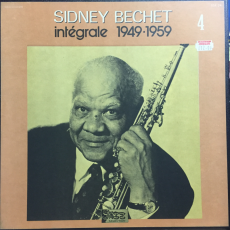 SIDNEY BECHET
intégrale 1949·1959
4